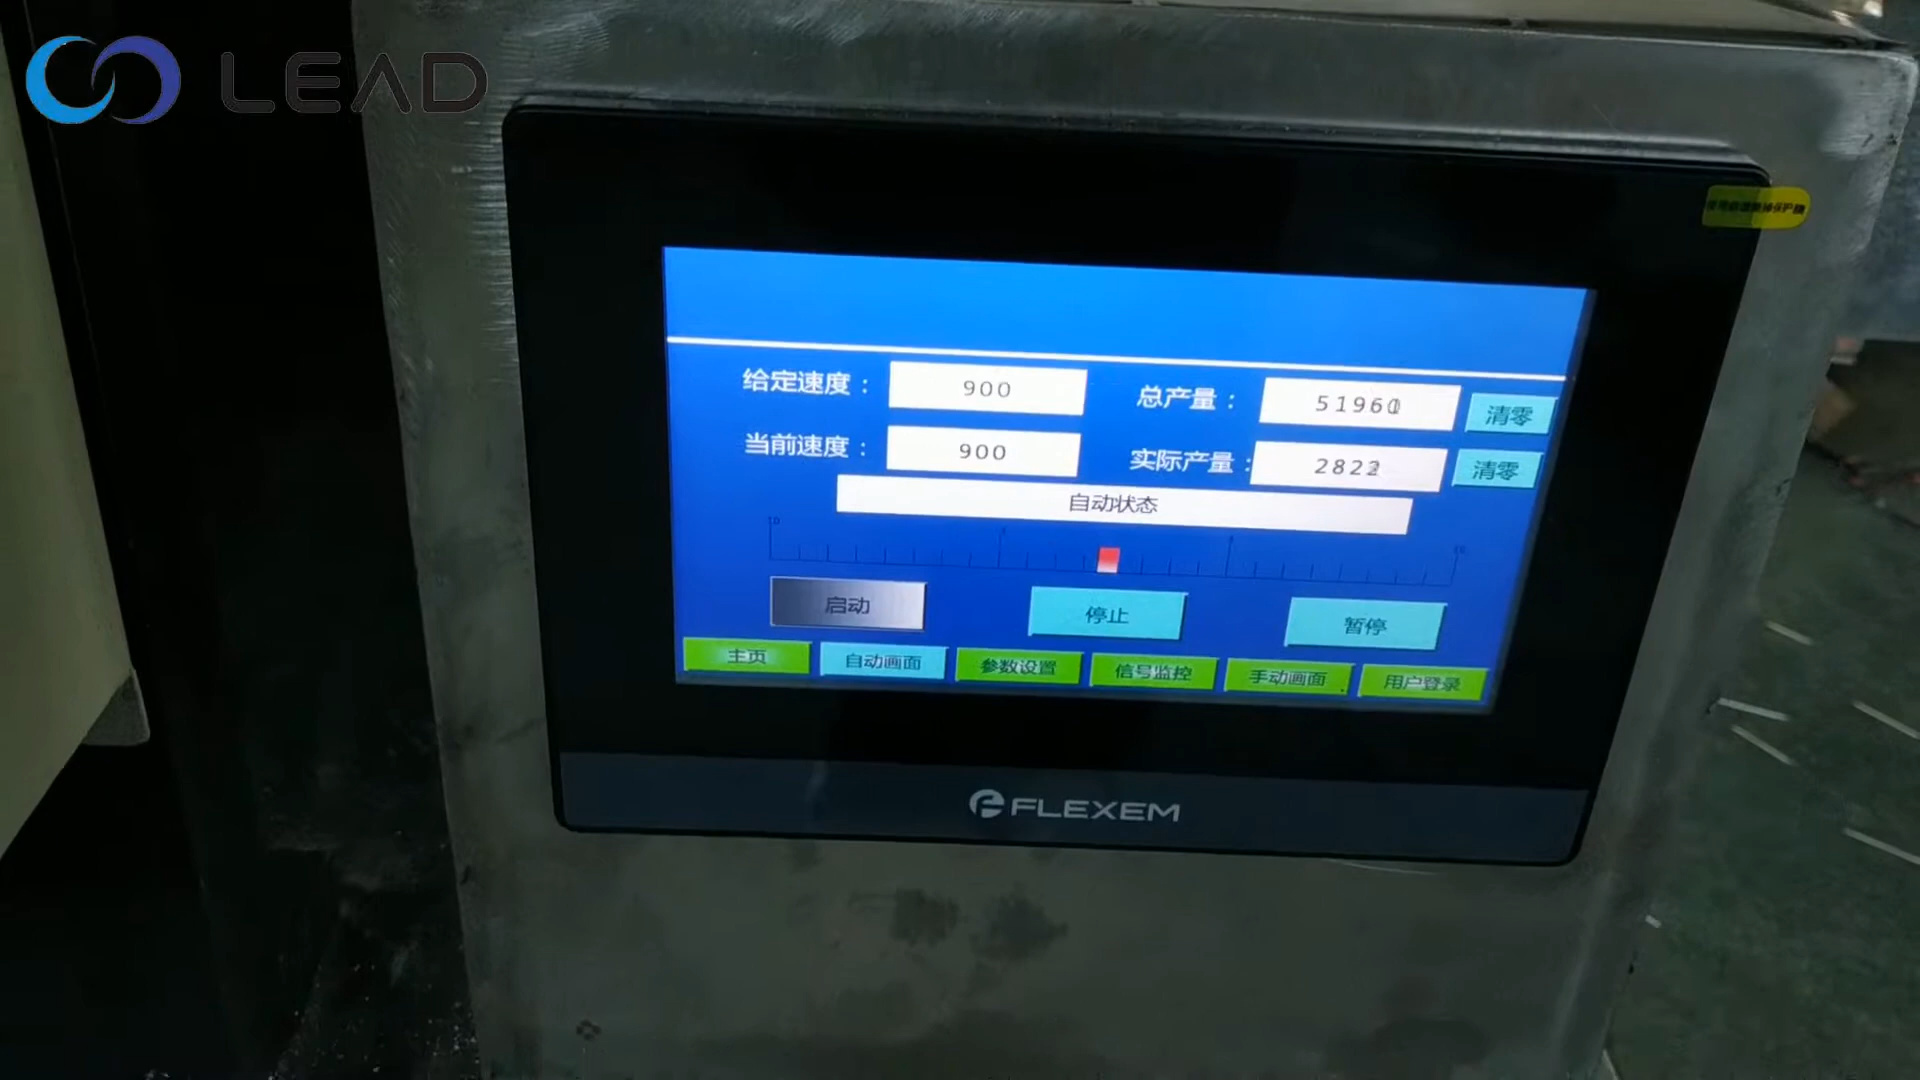 LEAD
给定速度： 900 总产量： 51960 清零
当前速度： 900 实际产量： 2822 清零
自动状态
启动 停止 暂停
主页 自动画面 参数设置 信号监控 手动画面 用户登录
FLEXEM